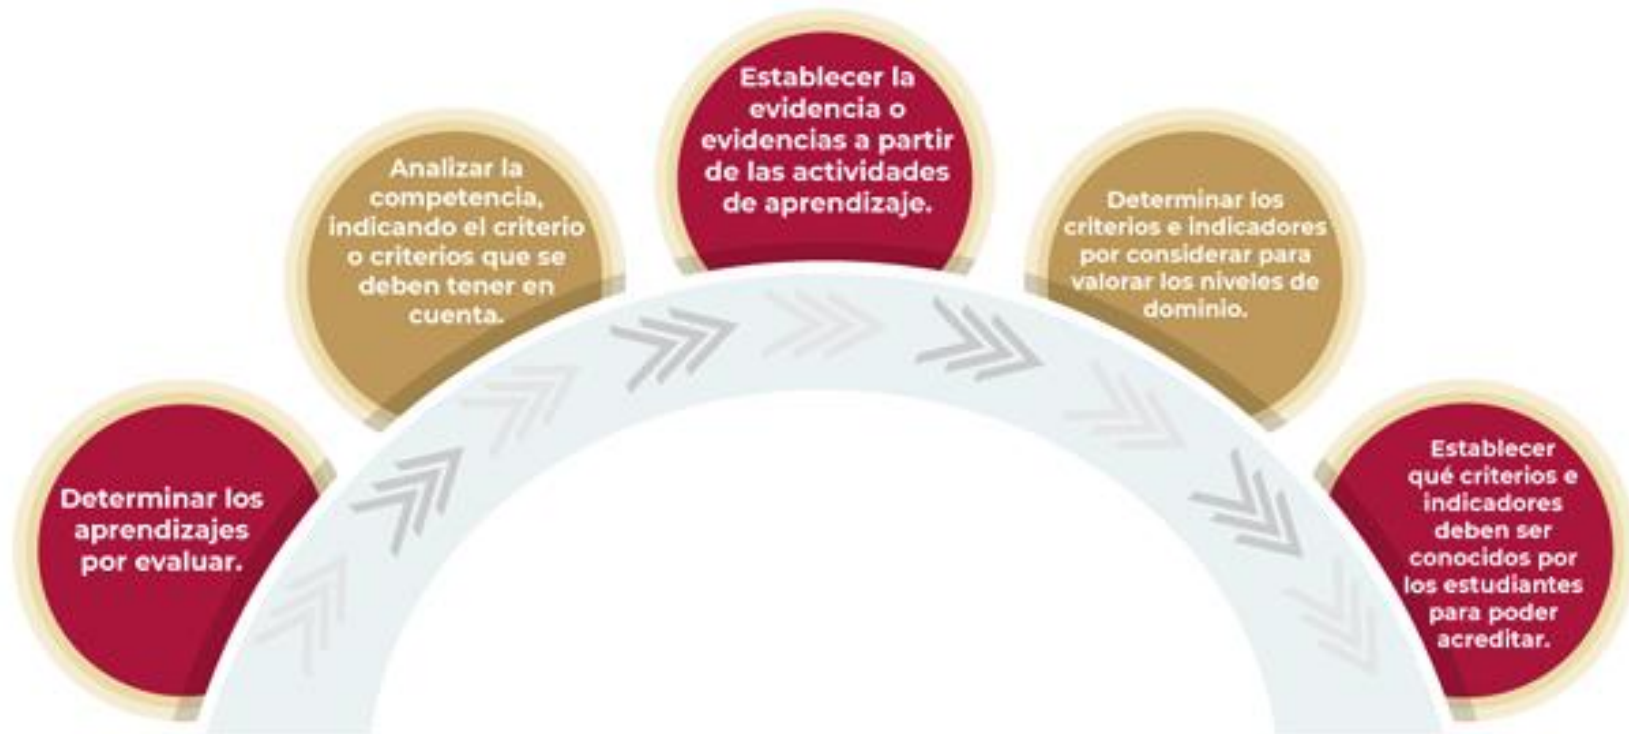 Determinar los
aprendizajes
por evaluar.
Analizar la
competencia,
indicando el criterio
o criterios que se
deben tener en
cuenta.
Establecer la
evidencia o
evidencias a partir
de las actividades
de aprendizaje.
Determinar los
criterios e indicadores
por considerar para
valorar los niveles de
dominio.
Establecer
qué criterios e
indicadores
deben ser
conocidos por
los estudiantes
para poder
acreditar.